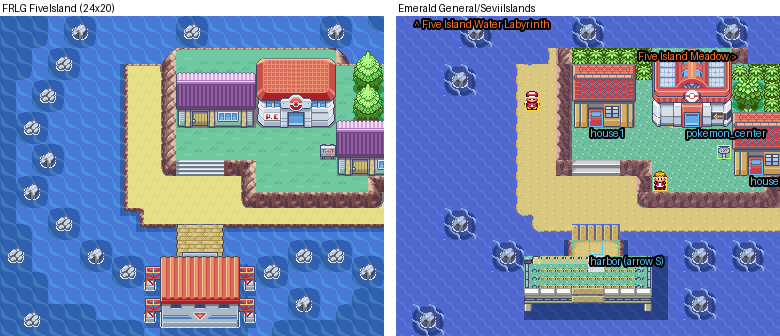 FRLG FiveIsland (24x20)
Emerald General/SeviiIslands
^ Five Island Water Labyrinth
Five Island Meadow >
P.C
house1
pokemon_center
house
harbor (arrow S)